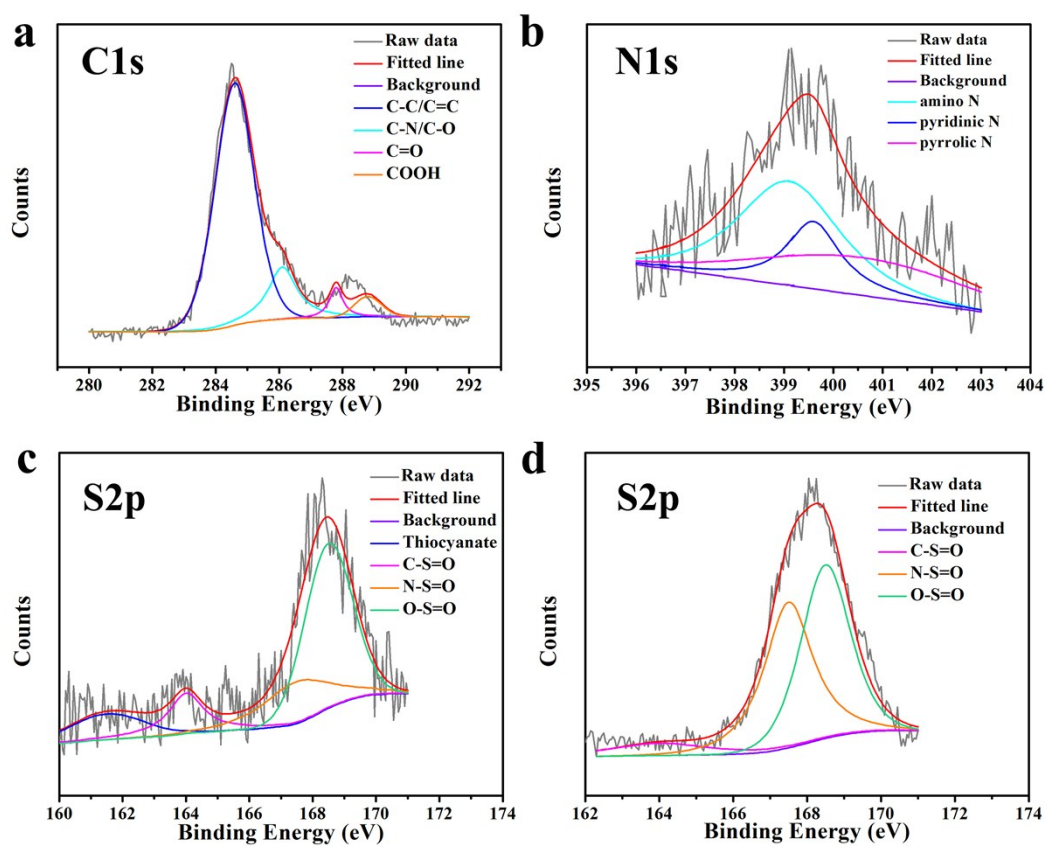 a
C1s
Raw data
Fitted line
Background
C-C/C=C
C-N/C-O
C=O
COOH
Counts
280 282 284 286 288 290 292
Binding Energy (eV)
b
N1s
Raw data
Fitted line
Background
amino N
pyridinic N
pyrrolic N
Counts
395 396 397 398 399 400 401 402 403 404
Binding Energy (eV)
c
S2p
Raw data
Fitted line
Background
Thiocyanate
C-S=O
N-S=O
O-S=O
Counts
160 162 164 166 168 170 172 174
Binding Energy (eV)
d
S2p
Raw data
Fitted line
Background
C-S=O
N-S=O
O-S=O
Counts
162 164 166 168 170 172 174
Binding Energy (eV)